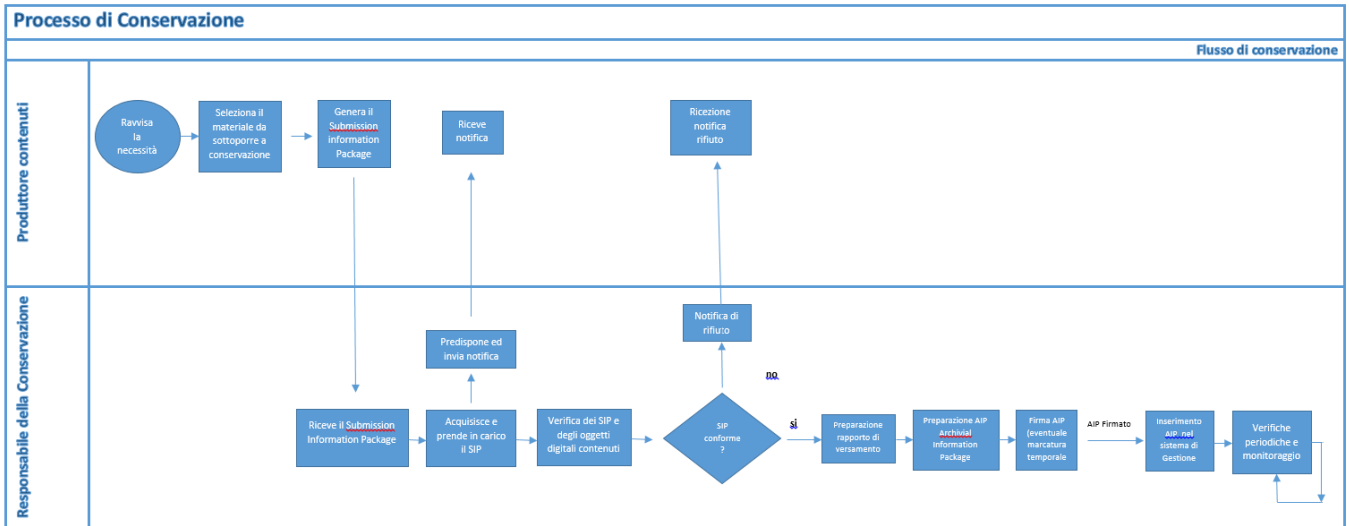 Processo di Conservazione
Flusso di conservazione
Produttore contenuti
Ravvisa
la
necessità
Seleziona il
materiale da
sottoporre a
conservazione
Genera il
Submission
information
Package
Riceve
notifica
Ricezione
notifica
rifiuto
Responsabile della Conservazione
Notifica di
rifiuto
Predispone ed
invia notifica
no
Riceve il Submission
Information Package
Acquisisce e
prende in carico
il SIP
Verifica dei SIP e
degli oggetti
digitali contenuti
SIP
conforme
?
si
Preparazione
rapporto di
versamento
Preparazione AIP
Archivial
Information
Package
Firma AIP
(eventuale
marcatura
temporale
AIP Firmato
Inserimento
AIP nel
sistema di
Gestione
Verifiche
periodiche e
monitoraggio